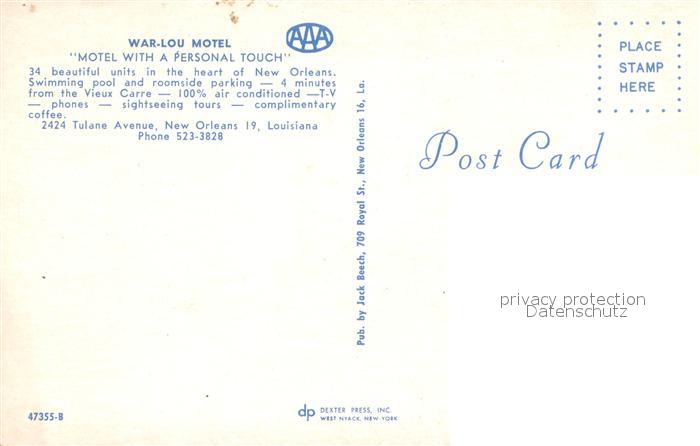 WAR-LOU MOTEL
AAA
"MOTEL WITH A PERSONAL TOUCH"
34 beautiful units in the heart of New Orleans.
Swimming pool and roomside parking — 4 minutes
from the Vieux Carre — 100% air conditioned —T-V
— phones — sightseeing tours — complimentary
coffee.
2424 Tulane Avenue, New Orleans 19, Louisiana
Phone 523-3828
Pub. by Jack Beech, 709 Royal St., New Orleans 16, La.
PLACE
STAMP
HERE
Post Card
privacy protection
Datenschutz
47355-B
dp DEXTER PRESS, INC.
WEST NYACK, NEW YORK